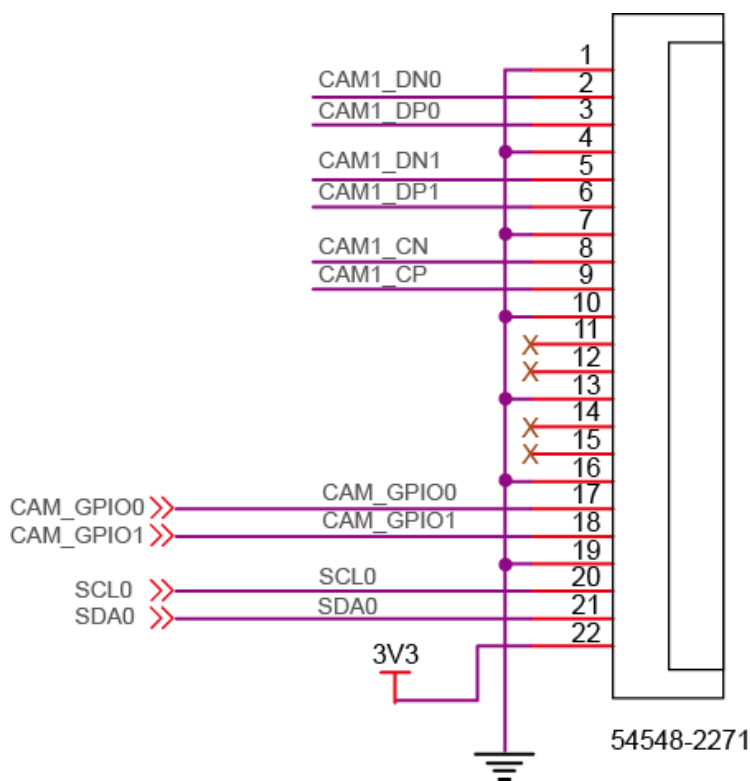 1
CAM1_DN0 2
CAM1_DP0 3
4
CAM1_DN1 5
CAM1_DP1 6
7
CAM1_CN 8
CAM1_CP 9
10
11
12
13
14
15
16
CAM_GPIO0 CAM_GPIO0 17
CAM_GPIO1 CAM_GPIO1 18
19
SCL0 SCL0 20
SDA0 SDA0 21
22
3V3
54548-2271